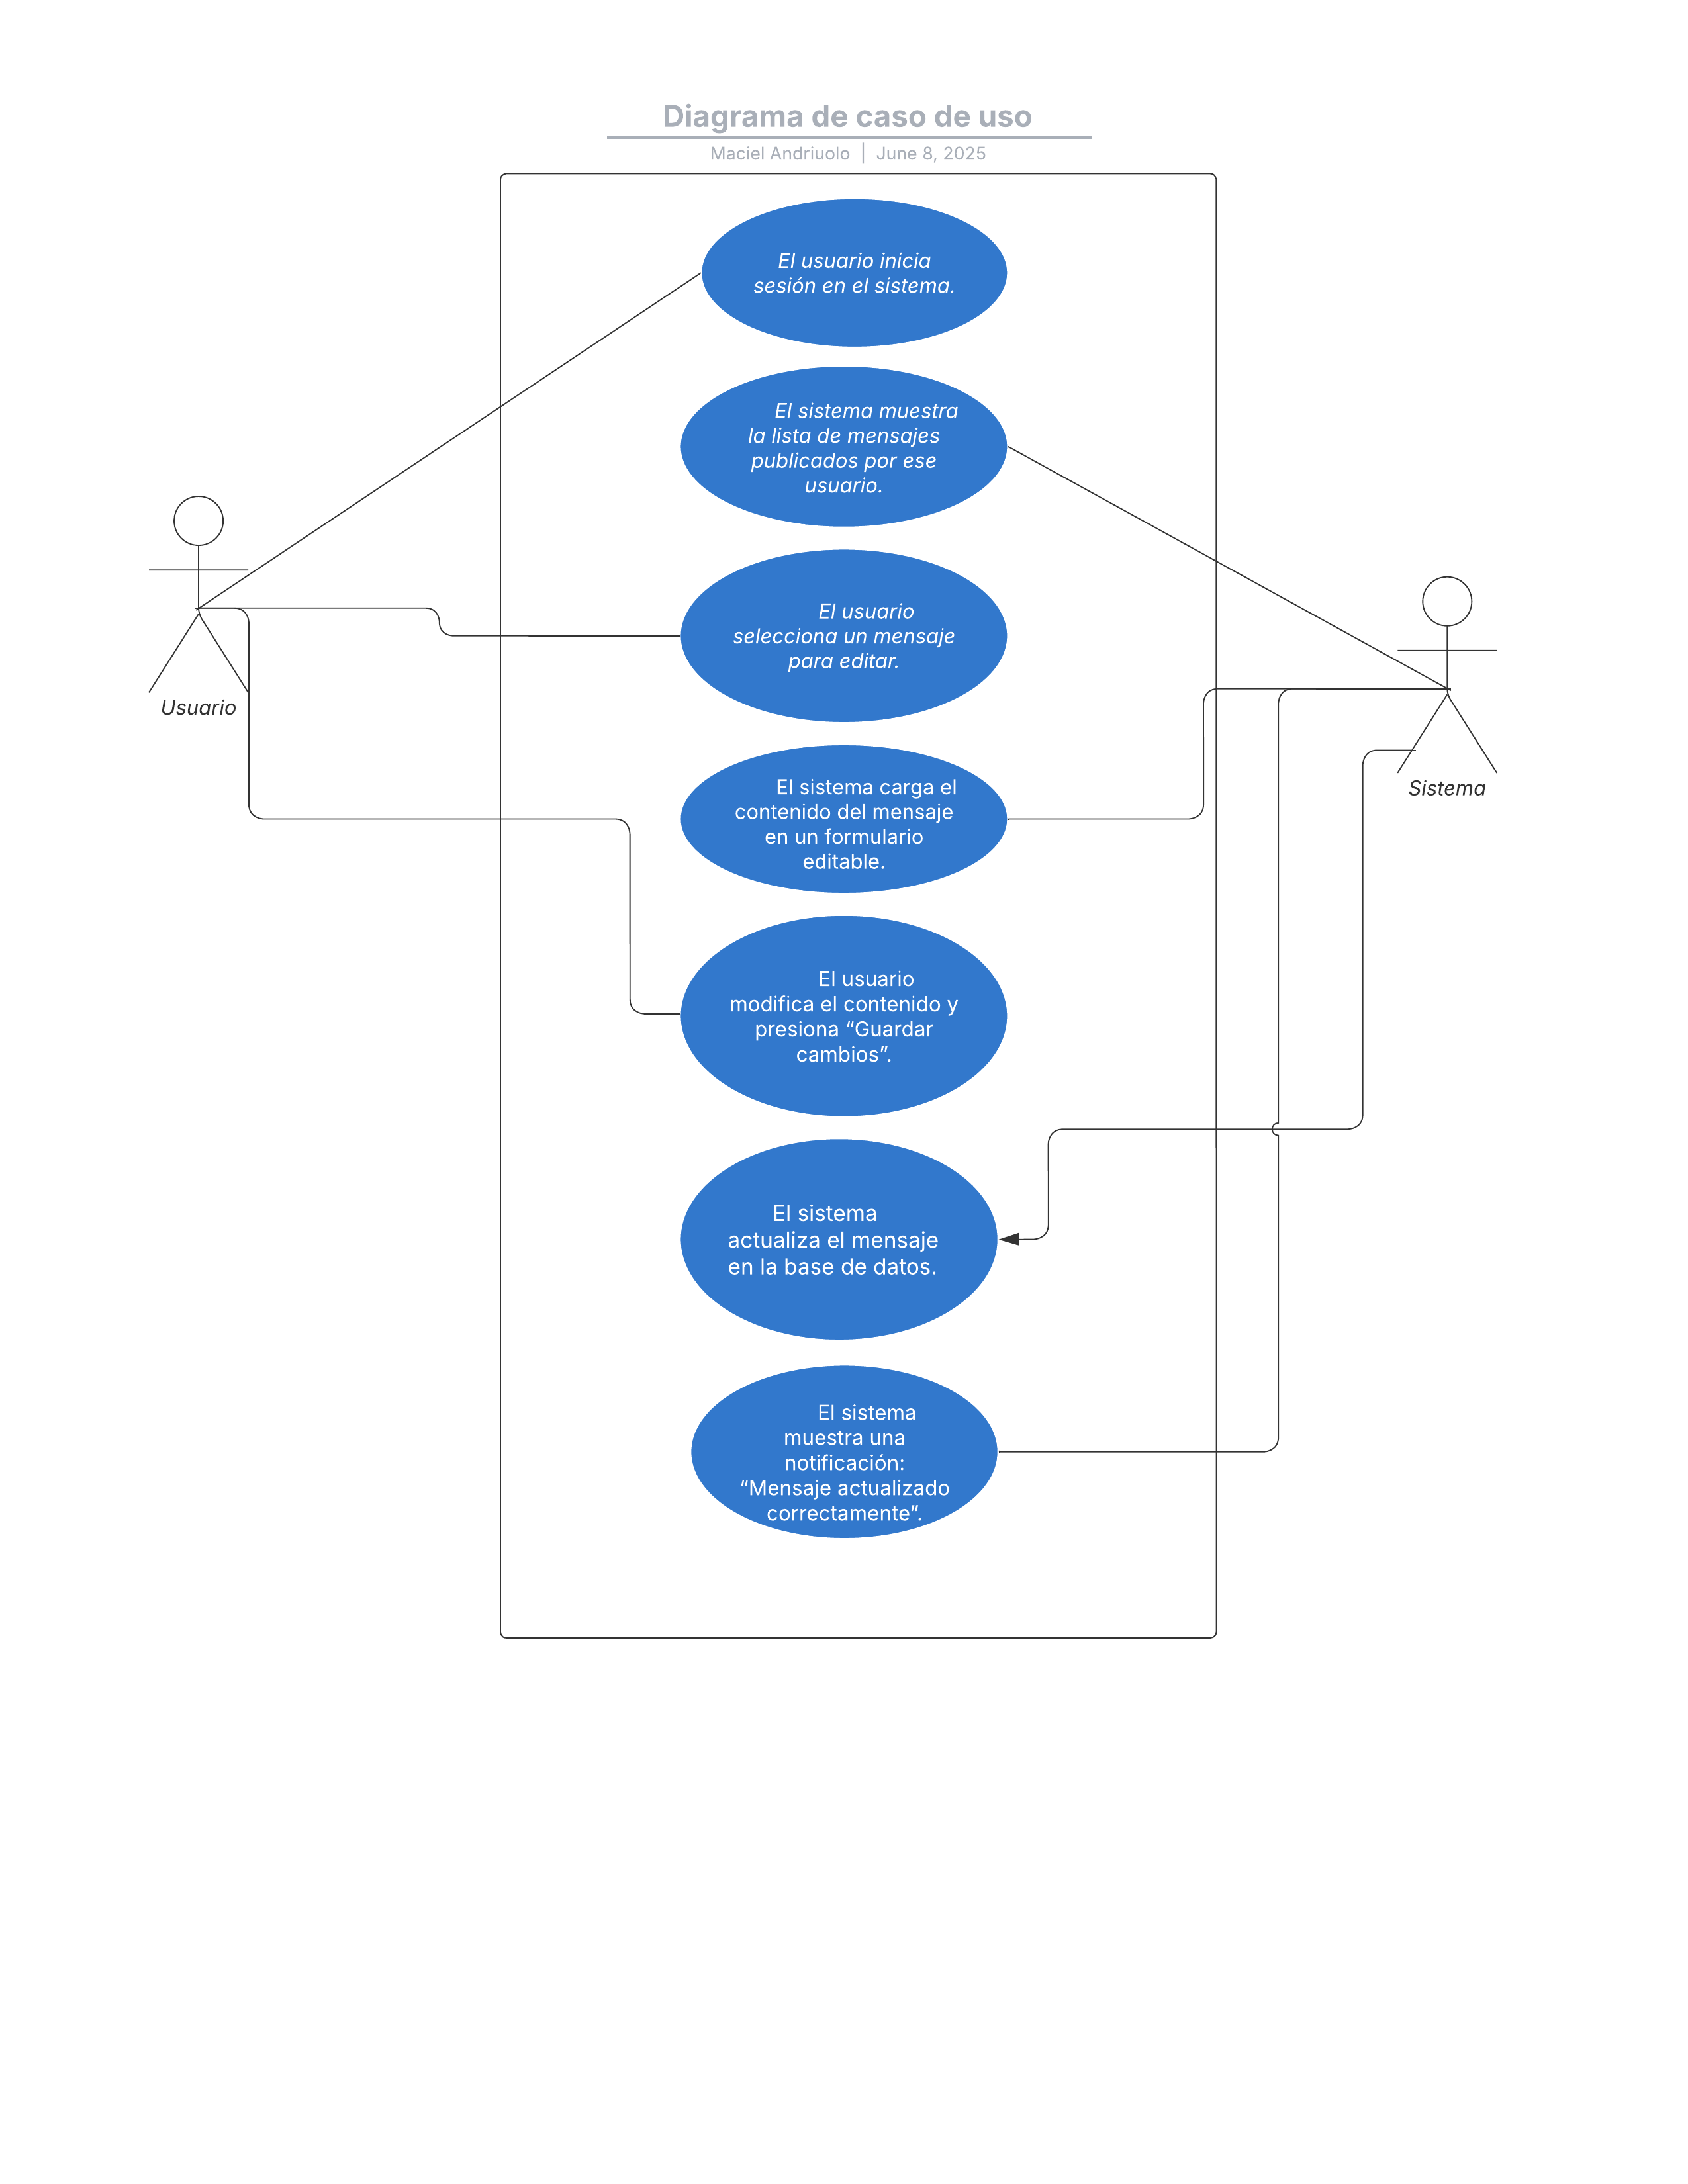 Diagrama de caso de uso
Maciel Andriuolo | June 8, 2025
El usuario inicia
sesión en el sistema.
El sistema muestra
la lista de mensajes
publicados por ese
usuario.
El usuario
selecciona un mensaje
para editar.
Usuario
El sistema carga el
contenido del mensaje
en un formulario
editable.
Sistema
El usuario
modifica el contenido y
presiona “Guardar
cambios”.
El sistema
actualiza el mensaje
en la base de datos.
El sistema
muestra una
notificación:
“Mensaje actualizado
correctamente”.